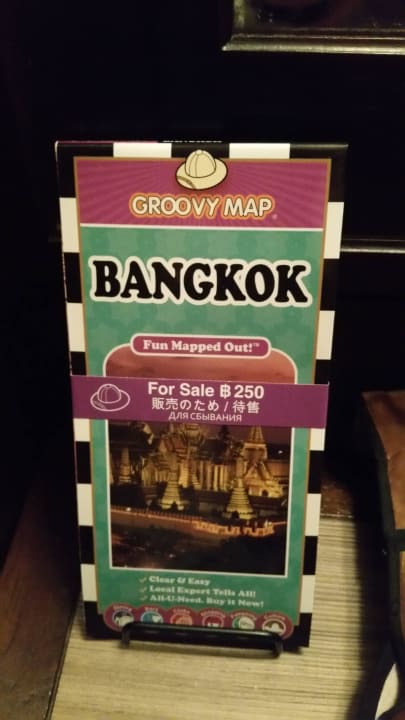 GROOVY MAP
BANGKOK
Fun Mapped Out!™
For Sale ฿250
販売のため / 待售
ДЛЯ СБЫВАНИЯ
Clear & Easy
Local Expert Tells All!
All-U-Need. Buy it Now!